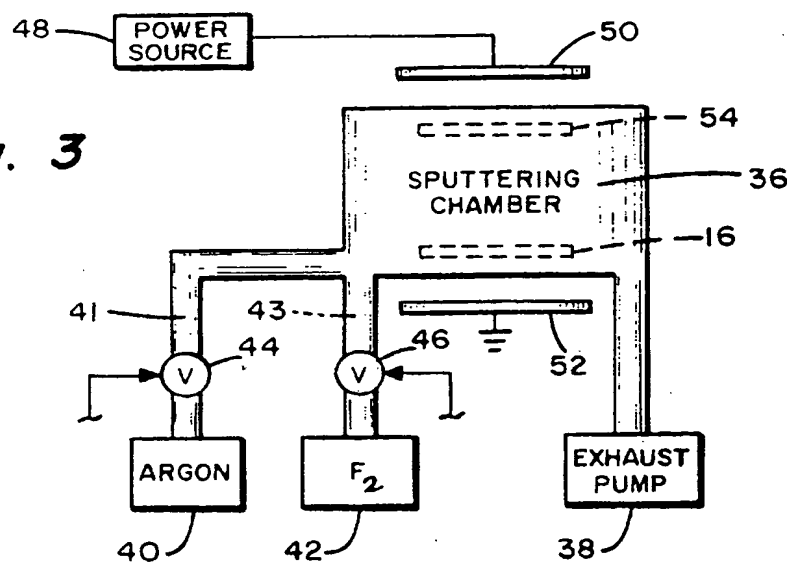 48
POWER
SOURCE
50
3
54
SPUTTERING
CHAMBER
36
16
41
43
44
46
52
V
V
ARGON
F2
EXHAUST
PUMP
40
42
38